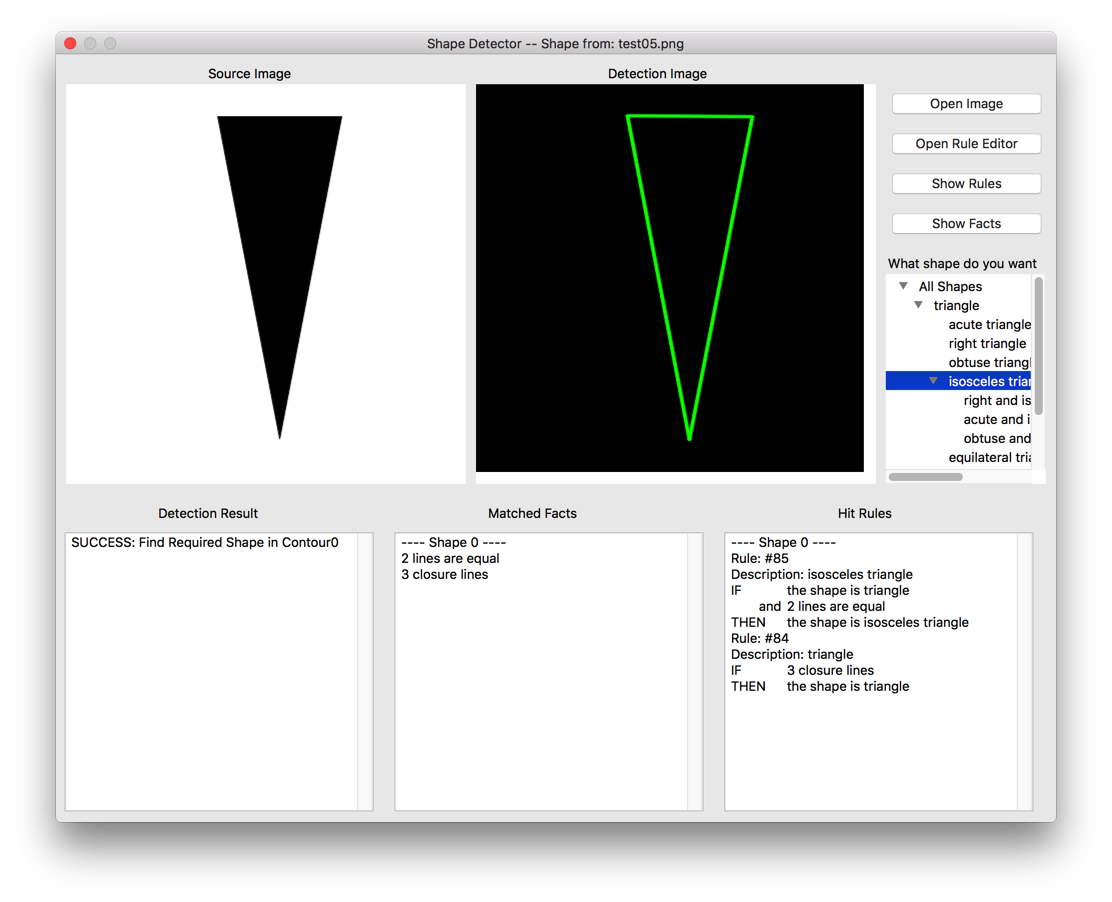 Shape Detector -- Shape from: test05.png
Source Image
Detection Image
Open Image
Open Rule Editor
Show Rules
Show Facts
What shape do you want
All Shapes
triangle
acute triangle
right triangle
obtuse triangl
isosceles trian
right and is
acute and i
obtuse and
equilateral tria
Detection Result
SUCCESS: Find Required Shape in Contour0
Matched Facts
---- Shape 0 ----
2 lines are equal
3 closure lines
Hit Rules
---- Shape 0 ----
Rule: #85
Description: isosceles triangle
IF the shape is triangle
and 2 lines are equal
THEN the shape is isosceles triangle
Rule: #84
Description: triangle
IF 3 closure lines
THEN the shape is triangle